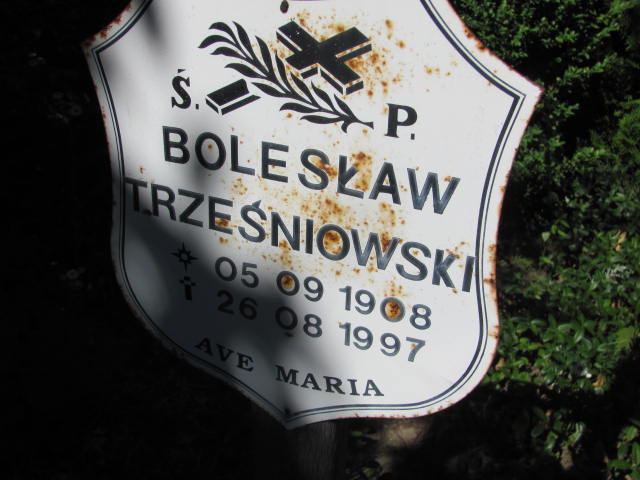 Ś. P.
BOLESŁAW
TRZEŚNIOWSKI
05 09 1908
26 08 1997
AVE MARIA